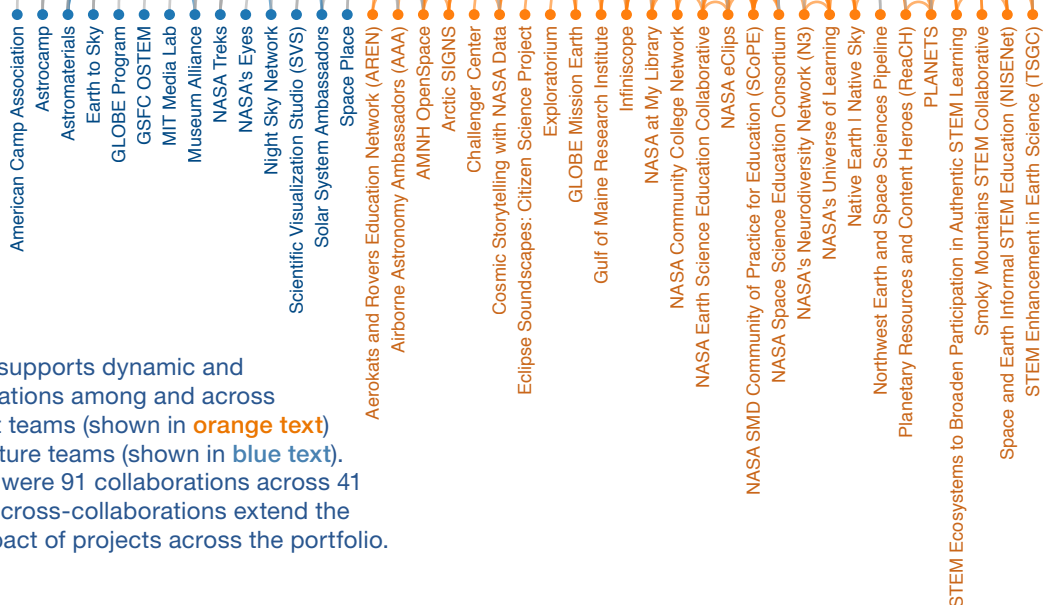 American Camp Association
Astrocamp
Astromaterials
Earth to Sky
GLOBE Program
GSFC OSTEM
MIT Media Lab
Museum Alliance
NASA Treks
NASA's Eyes
Night Sky Network
Scientific Visualization Studio (SVS)
Solar System Ambassadors
Space Place
Aerokats and Rovers Education Network (AREN)
Airborne Astronomy Ambassadors (AAA)
AMNH OpenSpace
Arctic SIGNS
Challenger Center
Cosmic Storytelling with NASA Data
Eclipse Soundscapes: Citizen Science Project
Exploratorium
GLOBE Mission Earth
Gulf of Maine Research Institute
Infiniscope
NASA at My Library
NASA Community College Network
NASA Earth Science Education Collaborative
NASA eClips
NASA SMD Community of Practice for Education (SCoPE)
NASA Space Science Education Consortium
NASA's Neurodiversity Network (N3)
NASA's Universe of Learning
Native Earth | Native Sky
Northwest Earth and Space Sciences Pipeline
Planetary Resources and Content Heroes (ReaCH)
PLANETS
STEM Ecosystems to Broaden Participation in Authentic STEM Learning
Smoky Mountains STEM Collaborative
Space and Earth Informal STEM Education (NISENet)
STEM Enhancement in Earth Science (TSGC)
supports dynamic and
ations among and across
t teams (shown in orange text)
ture teams (shown in blue text).
were 91 collaborations across 41
cross-collaborations extend the
pact of projects across the portfolio.